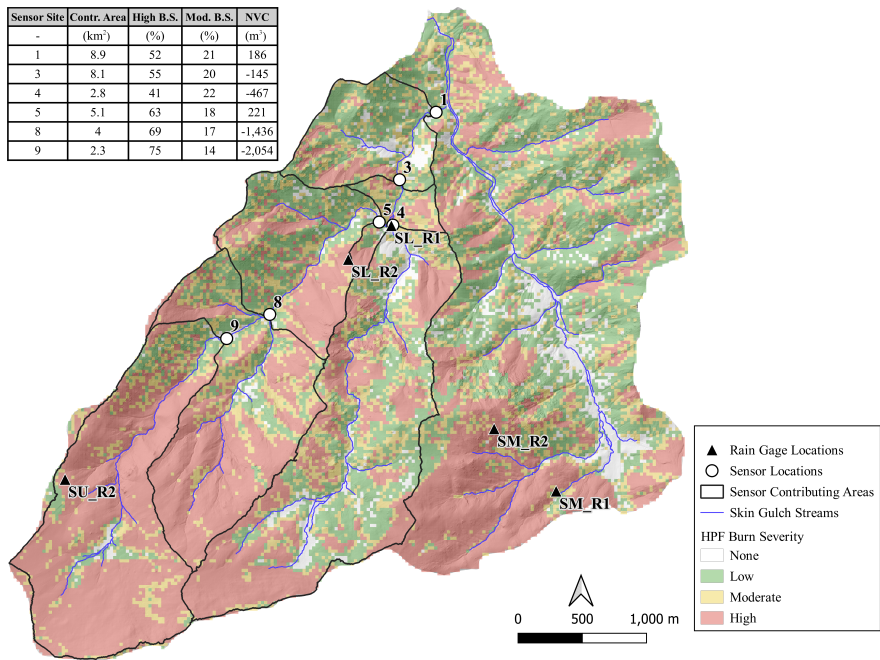 Sensor Site Contr. Area High B.S. Mod. B.S. NVC
- (km²) (%) (%) (m³)
1 8.9 52 21 186
3 8.1 55 20 -145
4 2.8 41 22 -467
5 5.1 63 18 221
8 4 69 17 -1,436
9 2.3 75 14 -2,054
1
3
5 4
SL_R1
SL_R2
8
9
SM_R2
SU_R2
SM_R1
Rain Gage Locations
Sensor Locations
Sensor Contributing Areas
Skin Gulch Streams
HPF Burn Severity
None
Low
Moderate
High
0 500 1,000 m